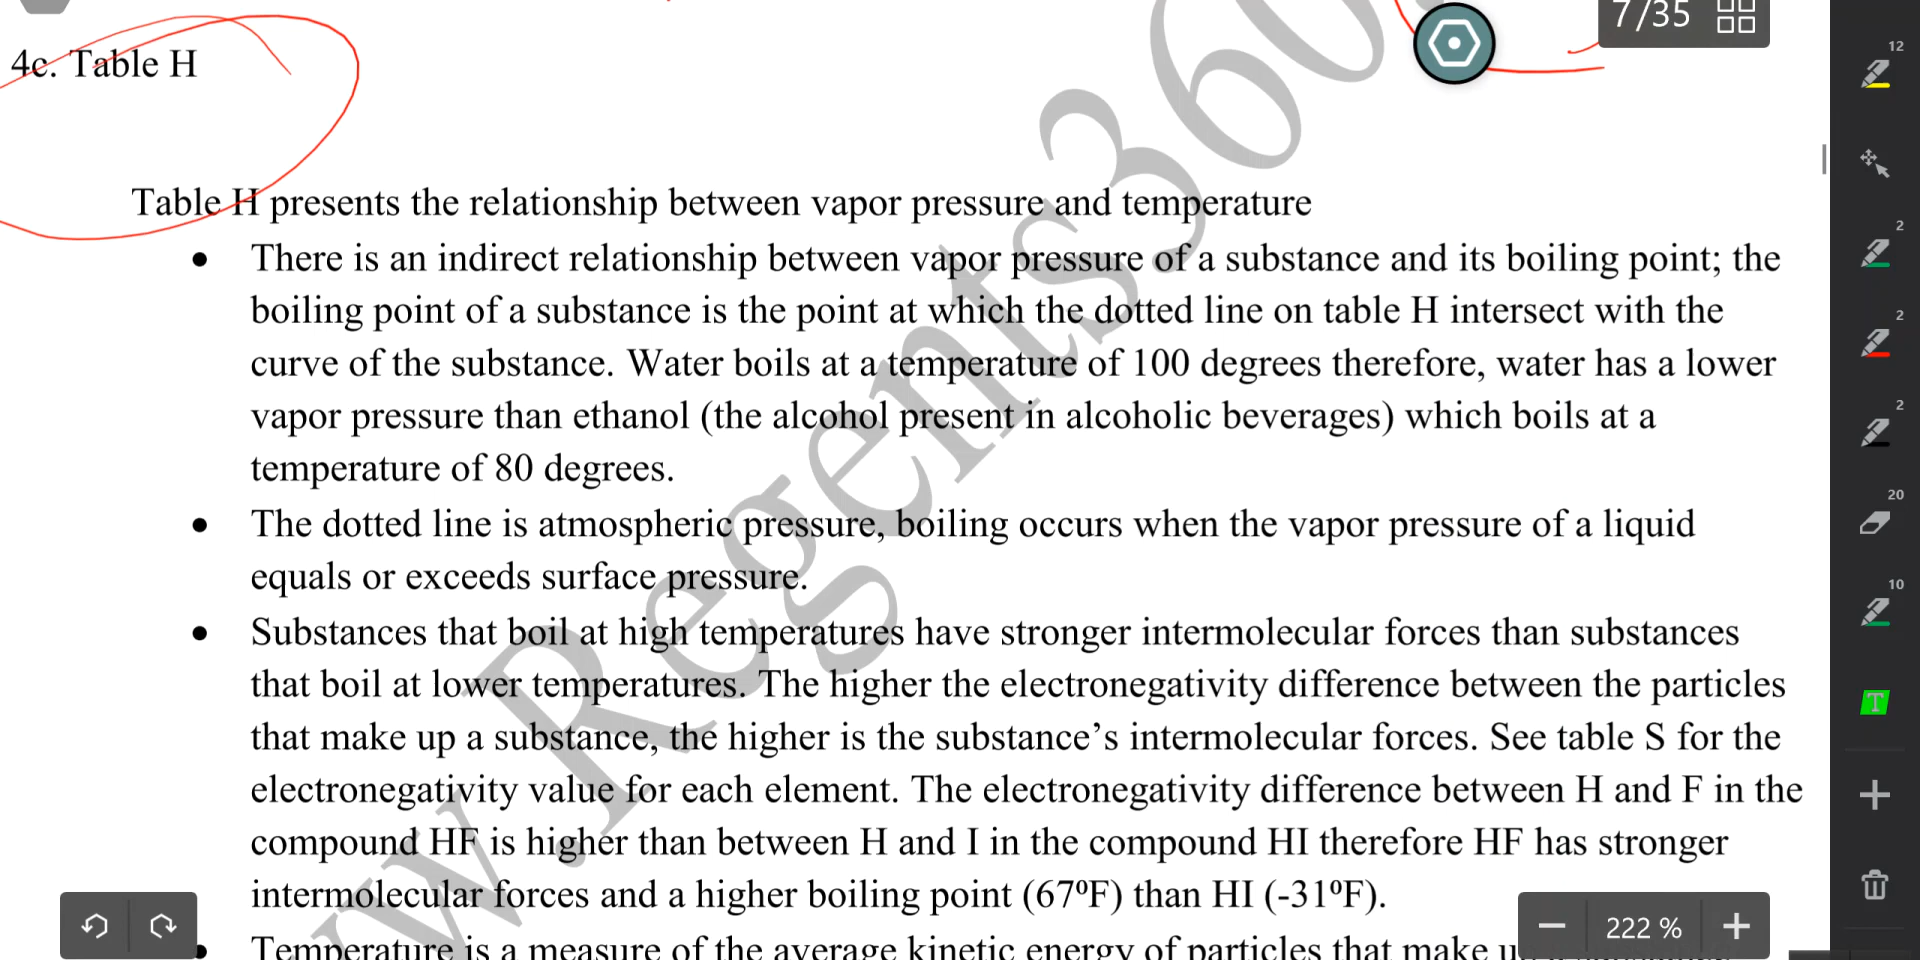 7/35
4c. Table H
Table H presents the relationship between vapor pressure and temperature
• There is an indirect relationship between vapor pressure of a substance and its boiling point; the
boiling point of a substance is the point at which the dotted line on table H intersect with the
curve of the substance. Water boils at a temperature of 100 degrees therefore, water has a lower
vapor pressure than ethanol (the alcohol present in alcoholic beverages) which boils at a
temperature of 80 degrees.
• The dotted line is atmospheric pressure, boiling occurs when the vapor pressure of a liquid
equals or exceeds surface pressure.
• Substances that boil at high temperatures have stronger intermolecular forces than substances
that boil at lower temperatures. The higher the electronegativity difference between the particles
that make up a substance, the higher is the substance’s intermolecular forces. See table S for the
electronegativity value for each element. The electronegativity difference between H and F in the
compound HF is higher than between H and I in the compound HI therefore HF has stronger
intermolecular forces and a higher boiling point (67⁰F) than HI (-31⁰F).
• Temperature is a measure of the average kinetic energy of particles that make
w.Regents360.
222 %
12
2
2
2
20
10
T